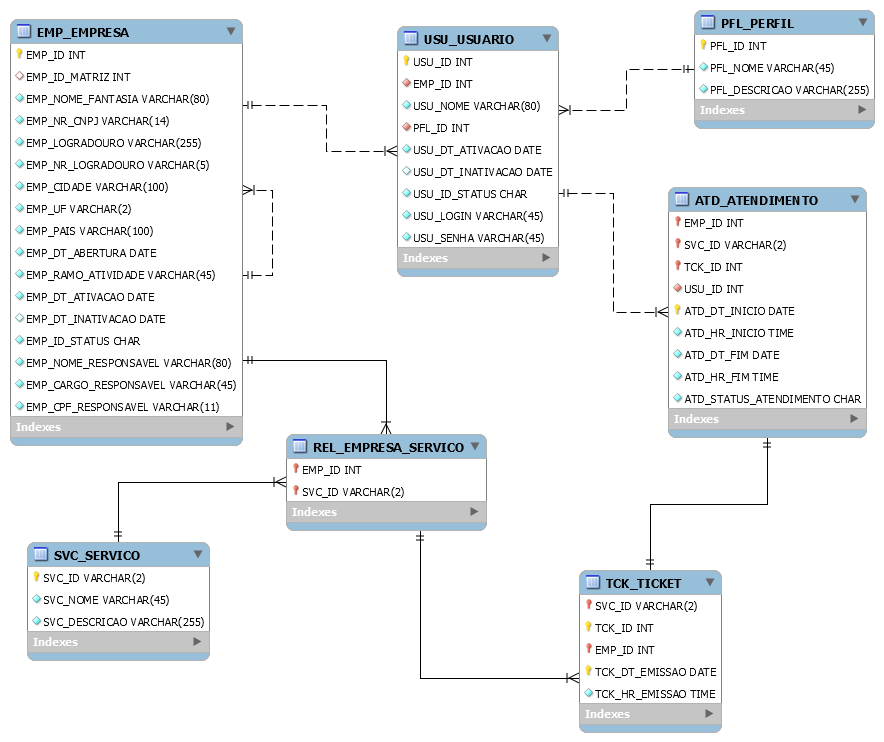 EMP_EMPRESA
EMP_ID INT
EMP_ID_MATRIZ INT
EMP_NOME_FANTASIA VARCHAR(80)
EMP_NR_CNPJ VARCHAR(14)
EMP_LOGRADOURO VARCHAR(255)
EMP_NR_LOGRADOURO VARCHAR(5)
EMP_CIDADE VARCHAR(100)
EMP_UF VARCHAR(2)
EMP_PAIS VARCHAR(100)
EMP_DT_ABERTURA DATE
EMP_RAMO_ATIVIDADE VARCHAR(45)
EMP_DT_ATIVACAO DATE
EMP_DT_INATIVACAO DATE
EMP_ID_STATUS CHAR
EMP_NOME_RESPONSAVEL VARCHAR(80)
EMP_CARGO_RESPONSAVEL VARCHAR(45)
EMP_CPF_RESPONSAVEL VARCHAR(11)
Indexes
USU_USUARIO
USU_ID INT
EMP_ID INT
USU_NOME VARCHAR(80)
PFL_ID INT
USU_DT_ATIVACAO DATE
USU_DT_INATIVACAO DATE
USU_ID_STATUS CHAR
USU_LOGIN VARCHAR(45)
USU_SENHA VARCHAR(45)
Indexes
PFL_PERFIL
PFL_ID INT
PFL_NOME VARCHAR(45)
PFL_DESCRICAO VARCHAR(255)
Indexes
ATD_ATENDIMENTO
EMP_ID INT
SVC_ID VARCHAR(2)
TCK_ID INT
USU_ID INT
ATD_DT_INICIO DATE
ATD_HR_INICIO TIME
ATD_DT_FIM DATE
ATD_HR_FIM TIME
ATD_STATUS_ATENDIMENTO CHAR
Indexes
REL_EMPRESA_SERVICO
EMP_ID INT
SVC_ID VARCHAR(2)
Indexes
SVC_SERVICO
SVC_ID VARCHAR(2)
SVC_NOME VARCHAR(45)
SVC_DESCRICAO VARCHAR(255)
Indexes
TCK_TICKET
SVC_ID VARCHAR(2)
TCK_ID INT
EMP_ID INT
TCK_DT_EMISSAO DATE
TCK_HR_EMISSAO TIME
Indexes